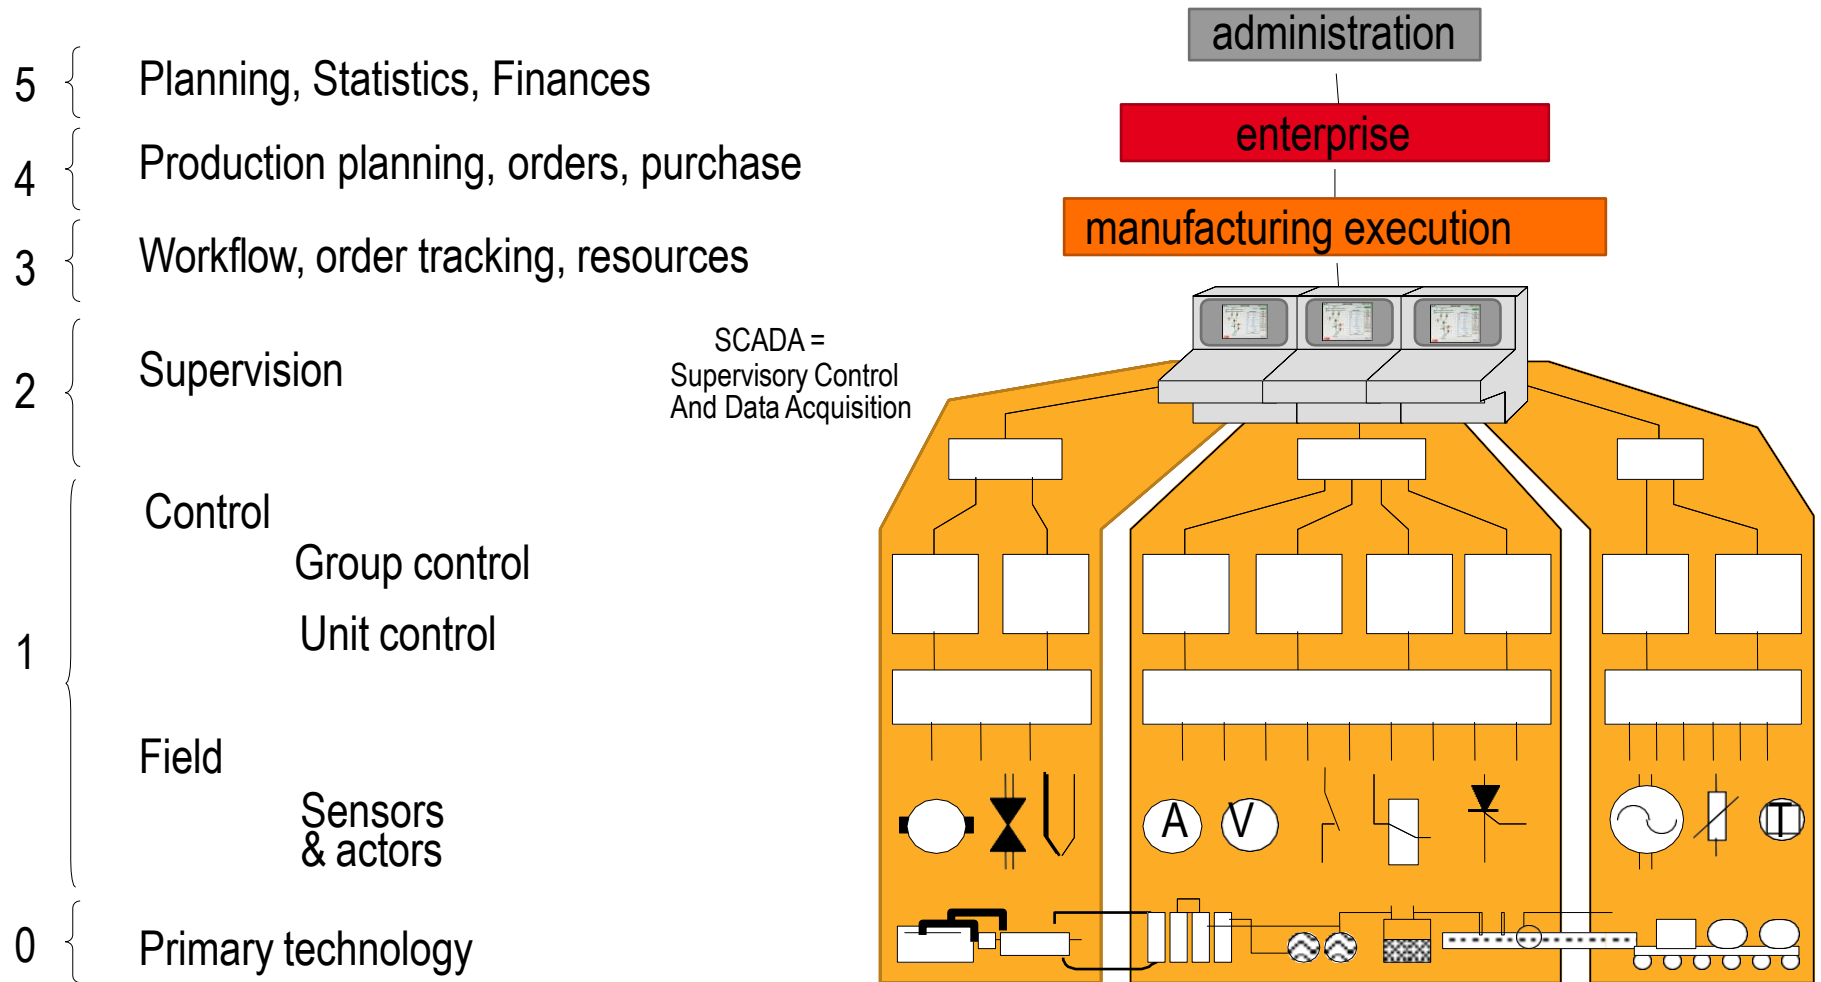 administration
5
Planning, Statistics, Finances
enterprise
4
Production planning, orders, purchase
manufacturing execution
3
Workflow, order tracking, resources
2
Supervision
SCADA =
Supervisory Control
And Data Acquisition
1
Control
Group control
Unit control
Field
Sensors
& actors
A
V
T
0
Primary technology